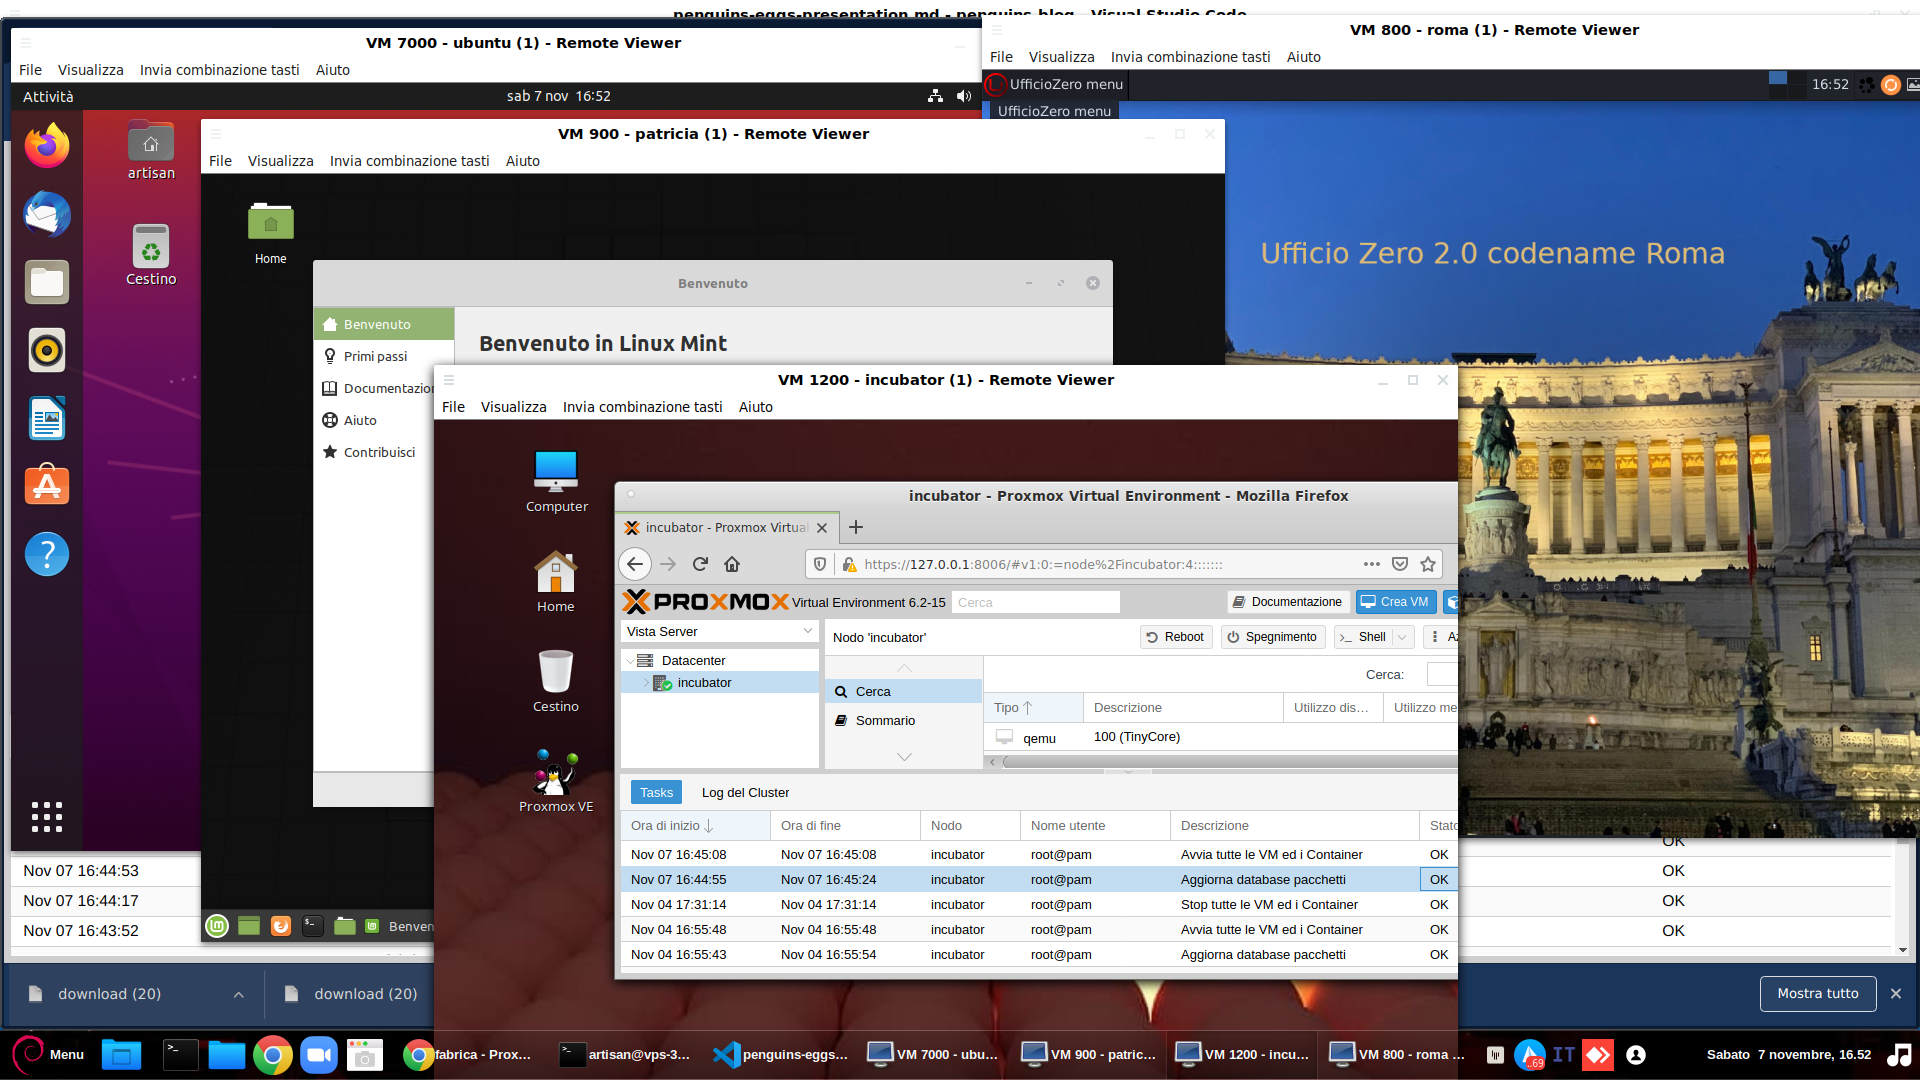 penguins-eggs-presentation.md - penguins-blog - Visual Studio Code
VM 7000 - ubuntu (1) - Remote Viewer
File Visualizza Invia combinazione tasti Aiuto
Attività
sab 7 nov 16:52
artisan
Cestino
VM 800 - roma (1) - Remote Viewer
File Visualizza Invia combinazione tasti Aiuto
UfficioZero menu
16:52
UfficioZero menu
Ufficio Zero 2.0 codename Roma
VM 900 - patricia (1) - Remote Viewer
File Visualizza Invia combinazione tasti Aiuto
Home
Benvenuto
Benvenuto
Primi passi
Documentazior
Aiuto
Contribuisci
Benvenuto in Linux Mint
Benven
VM 1200 - incubator (1) - Remote Viewer
File Visualizza Invia combinazione tasti Aiuto
Computer
Home
Cestino
Proxmox VE
incubator - Proxmox Virtual Environment - Mozilla Firefox
incubator - Proxmox Virtual
https://127.0.0.1:8006/#v1:0:=node%2Fincubator:4:::::::
PROXMOX Virtual Environment 6.2-15 Cerca
Documentazione
Crea VM
Vista Server
Datacenter
incubator
Nodo 'incubator'
Reboot
Spegnimento
Shell
Az
Cerca
Sommario
Cerca:
Tipo Descrizione Utilizzo dis... Utilizzo me
qemu 100 (TinyCore)
Tasks Log del Cluster
Ora di inizio Ora di fine Nodo Nome utente Descrizione Stato
Nov 07 16:45:08 Nov 07 16:45:08 incubator root@pam Avvia tutte le VM ed i Container OK
Nov 07 16:44:55 Nov 07 16:45:24 incubator root@pam Aggiorna database pacchetti OK
Nov 04 17:31:14 Nov 04 17:31:14 incubator root@pam Stop tutte le VM ed i Container OK
Nov 04 16:55:48 Nov 04 16:55:48 incubator root@pam Avvia tutte le VM ed i Container OK
Nov 04 16:55:43 Nov 04 16:55:54 incubator root@pam Aggiorna database pacchetti OK
OK
Nov 07 16:44:53 OK
Nov 07 16:44:17 OK
Nov 07 16:43:52 OK
download (20)
download (20)
Mostra tutto
Menu
fabrica - Prox...
artisan@vps-3...
penguins-eggs...
VM 7000 - ubu...
VM 900 - patric...
VM 1200 - incu...
VM 800 - roma ...
..69
IT
Sabato 7 novembre, 16.52